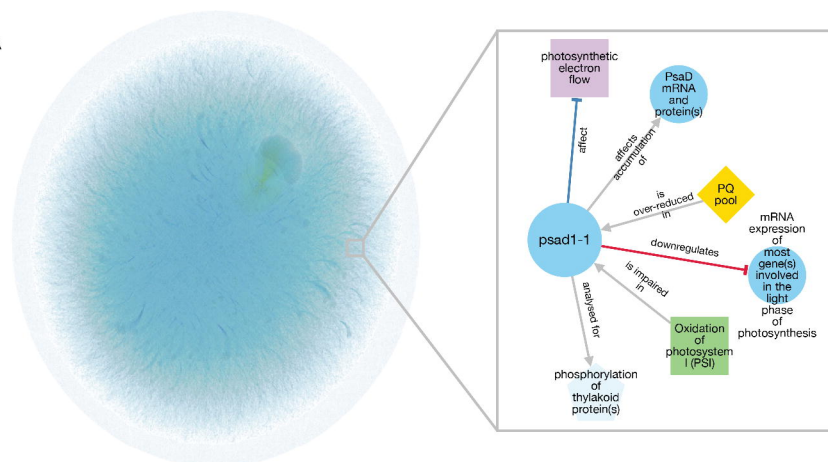 photosynthetic
electron
flow
PsaD
mRNA
and
protein(s)
affect
affects
accumulation
of
PQ
pool
is
over-reduced
in
psad1-1
downregulates
mRNA
expression
of
most
gene(s)
involved
in the
light
phase
of
photosynthesis
is impaired
in
analysed for
Oxidation
of
photosystem
I (PSI)
phosphorylation
of
thylakoid
protein(s)